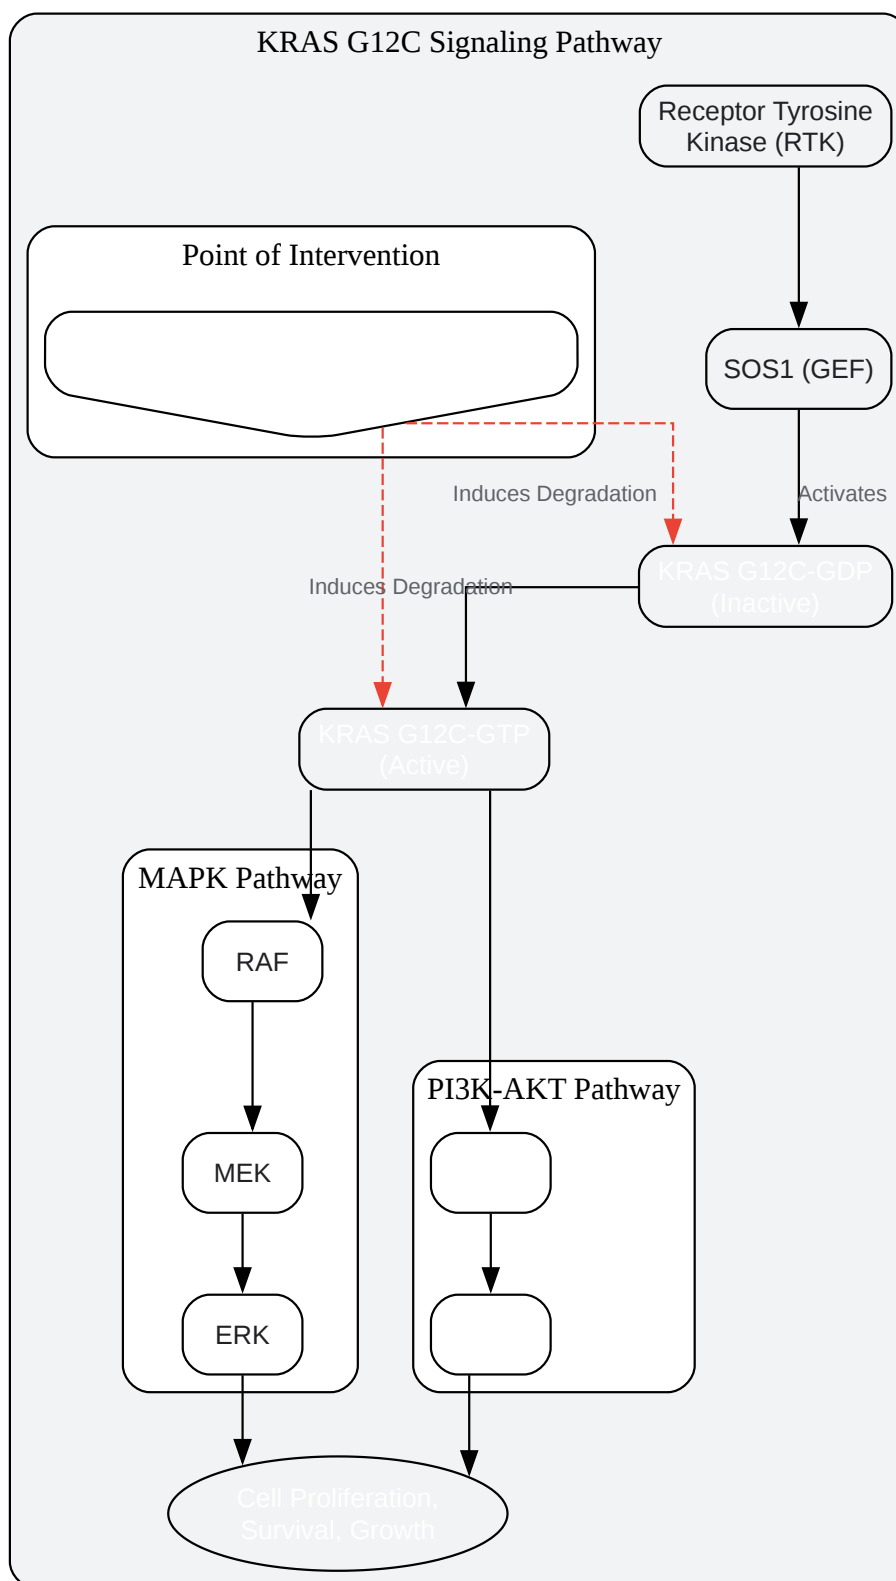 KRAS G12C Signaling Pathway
Receptor Tyrosine
Kinase (RTK)
Point of Intervention
SOS1 (GEF)
Induces Degradation
Activates
KRAS G12C-GDP
(Inactive)
Induces Degradation
KRAS G12C-GTP
(Active)
MAPK Pathway
RAF
PI3K-AKT Pathway
MEK
ERK
Cell Proliferation,
Survival, Growth